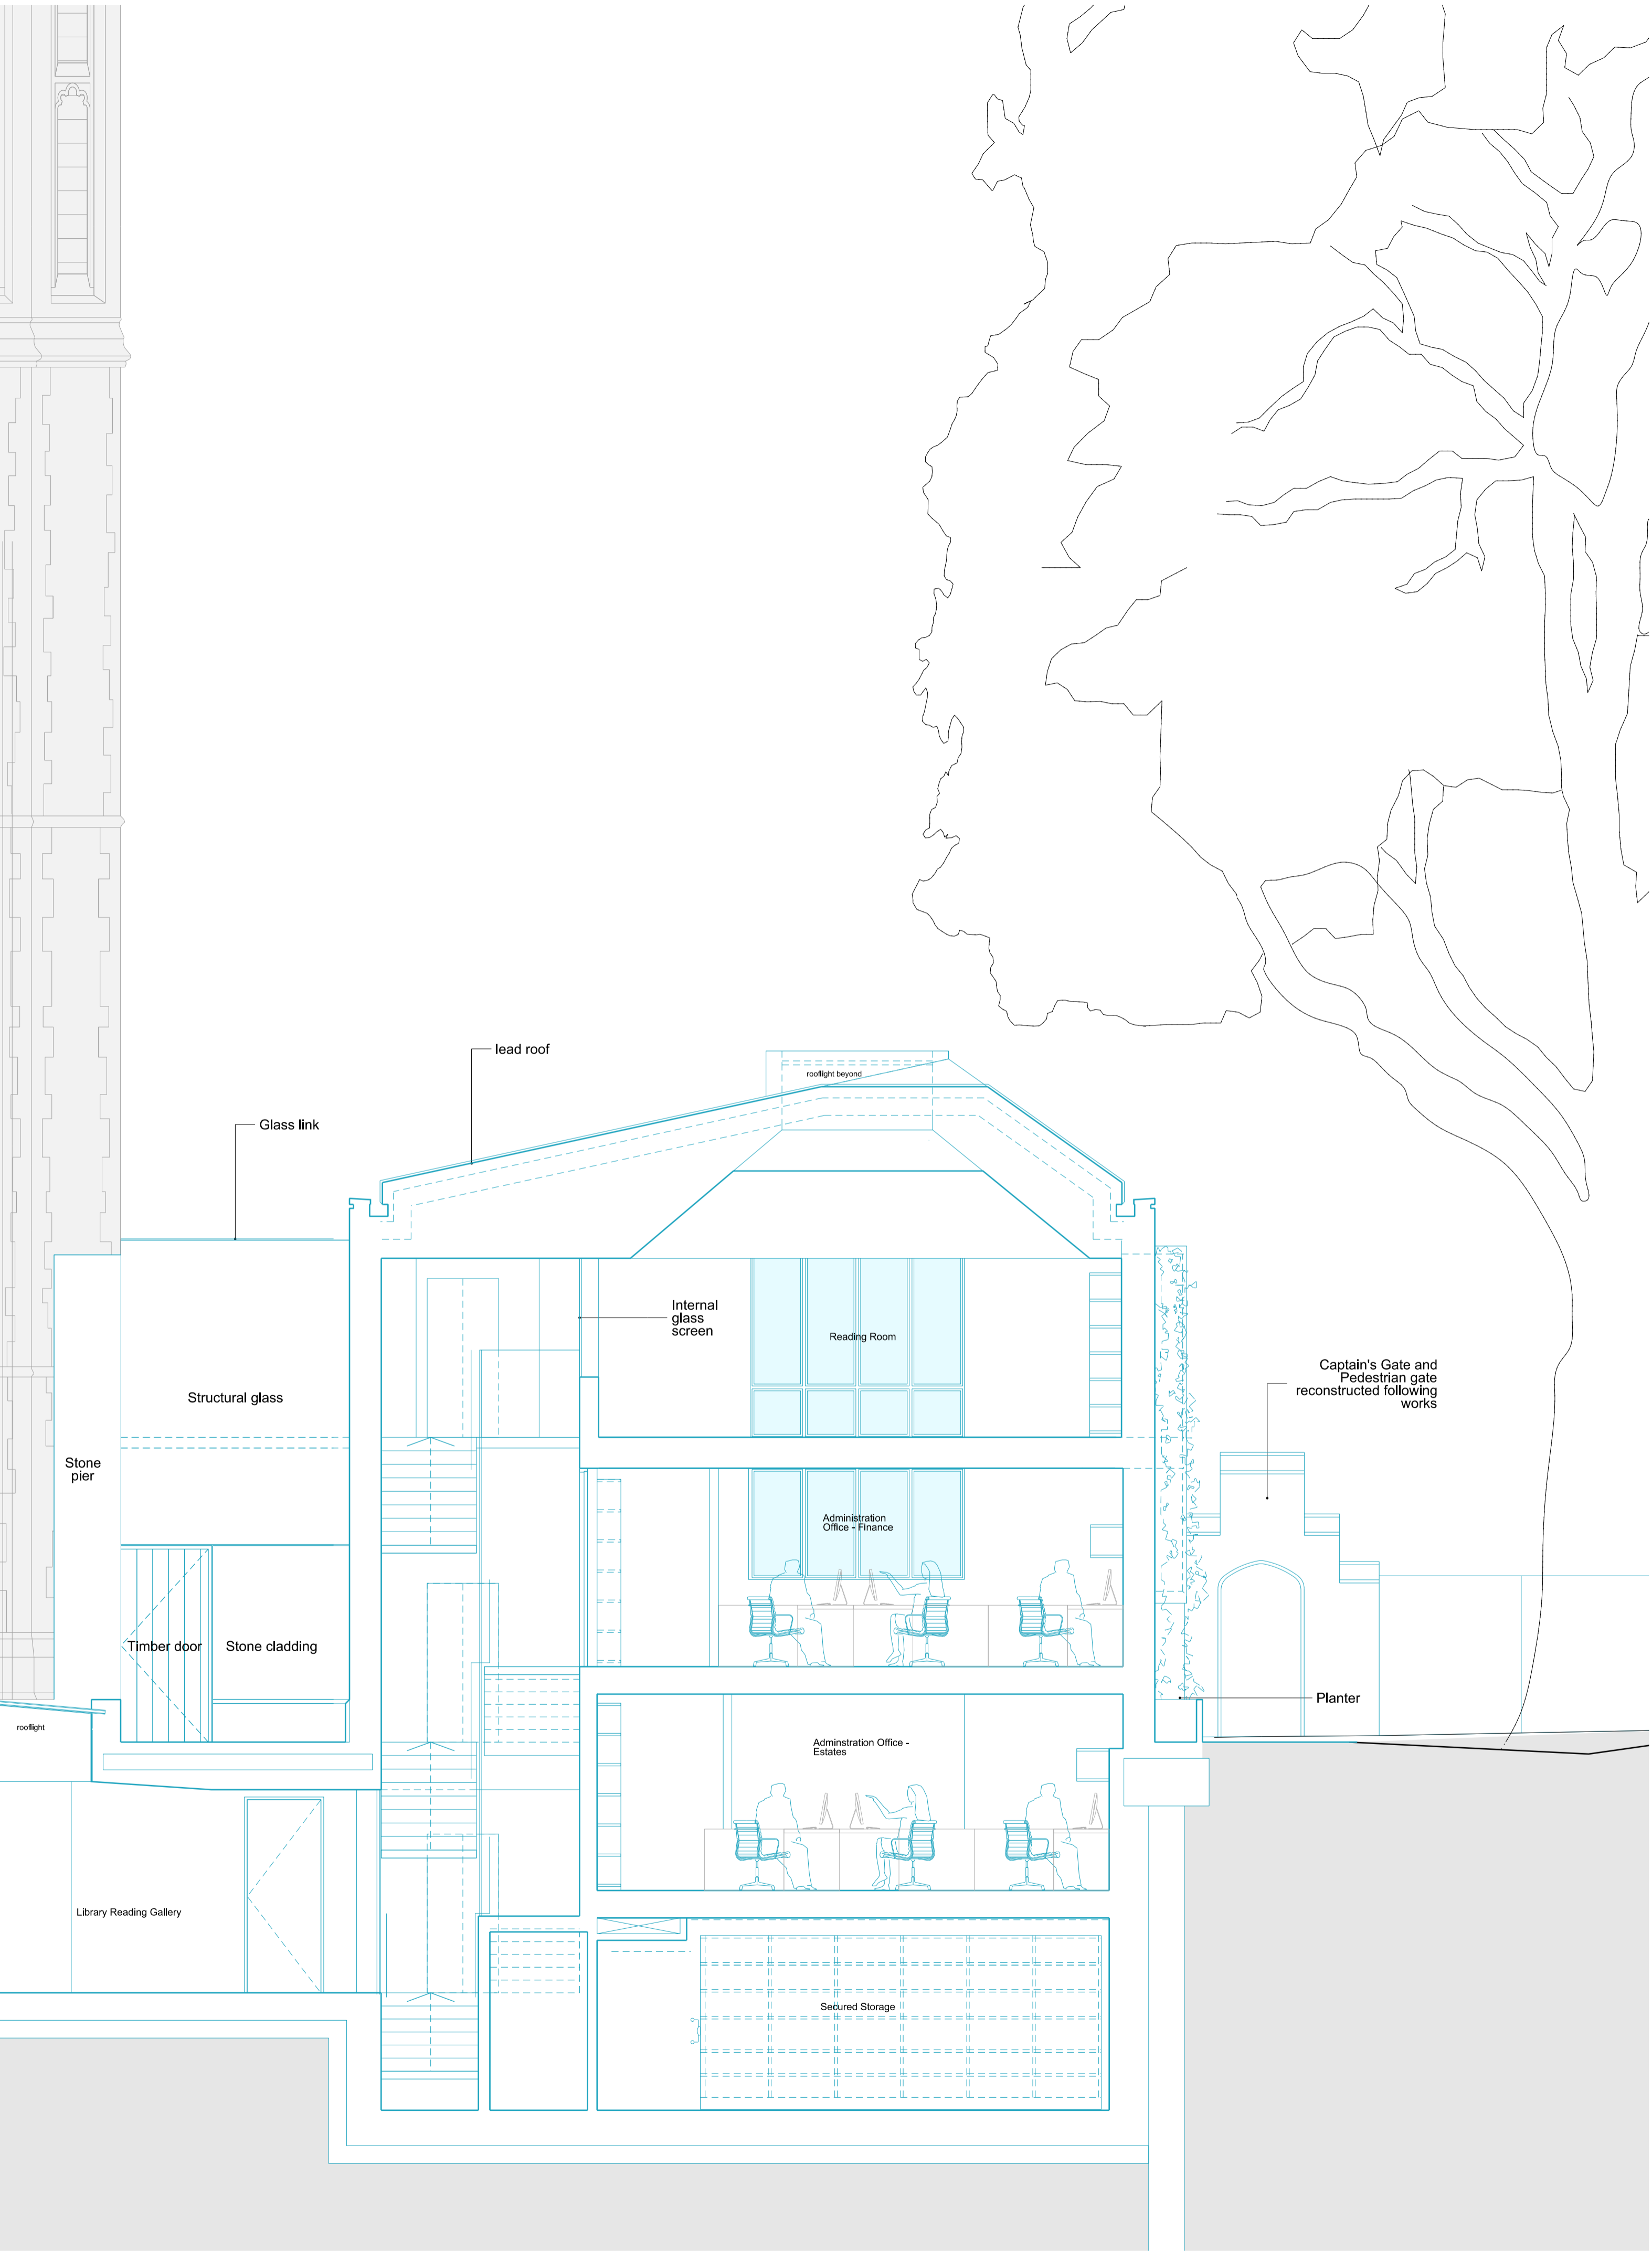 lead roof
rooflight beyond
Glass link
Internal
glass
screen
Reading Room
Captain's Gate and
Pedestrian gate
reconstructed following
works
Structural glass
Stone
pier
Administration
Office - Finance
Timber door
Stone cladding
Planter
rooflight
Adminstration Office -
Estates
Library Reading Gallery
Secured Storage